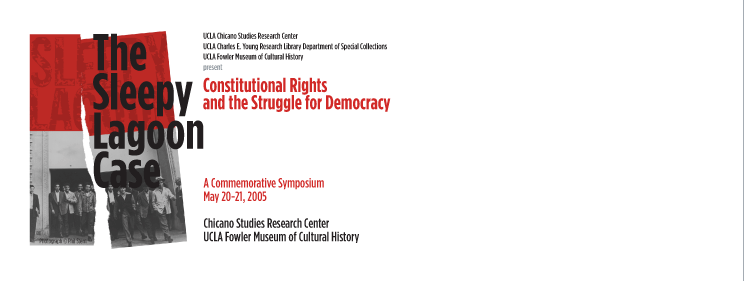 SLEEPY
LAGOON
The
Sleepy
Lagoon
Case
UCLA Chicano Studies Research Center
UCLA Charles E. Young Research Library Department of Special Collections
UCLA Fowler Museum of Cultural History
present
Constitutional Rights
and the Struggle for Democracy
A Commemorative Symposium
May 20-21, 2005
Chicano Studies Research Center
UCLA Fowler Museum of Cultural History